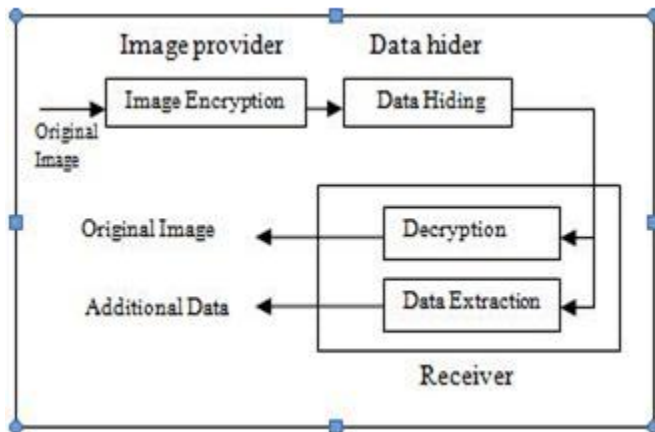 Image provider
Data hider
Image Encryption
Data Hiding
Original
Image
Original Image
Decryption
Additional Data
Data Extraction
Receiver